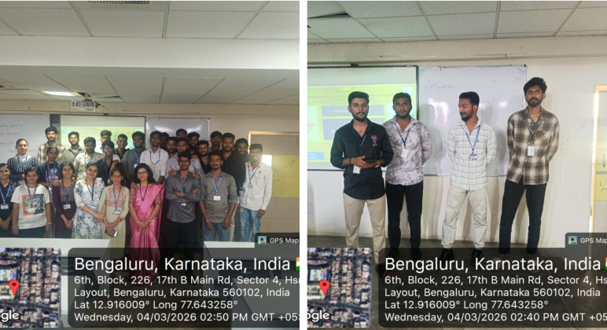 GPS Map
Bengaluru, Karnataka, India
6th, Block, 226, 17th B Main Rd, Sector 4, Hs
Layout, Bengaluru, Karnataka 560102, India
Lat 12.916009° Long 77.643258°
Wednesday, 04/03/2026 02:50 PM GMT +05
gle
GPS Map
Bengaluru, Karnataka, India
6th, Block, 226, 17th B Main Rd, Sector 4, Hs
Layout, Bengaluru, Karnataka 560102, India
Lat 12.916009° Long 77.643258°
Wednesday, 04/03/2026 02:40 PM GMT +05
ogle